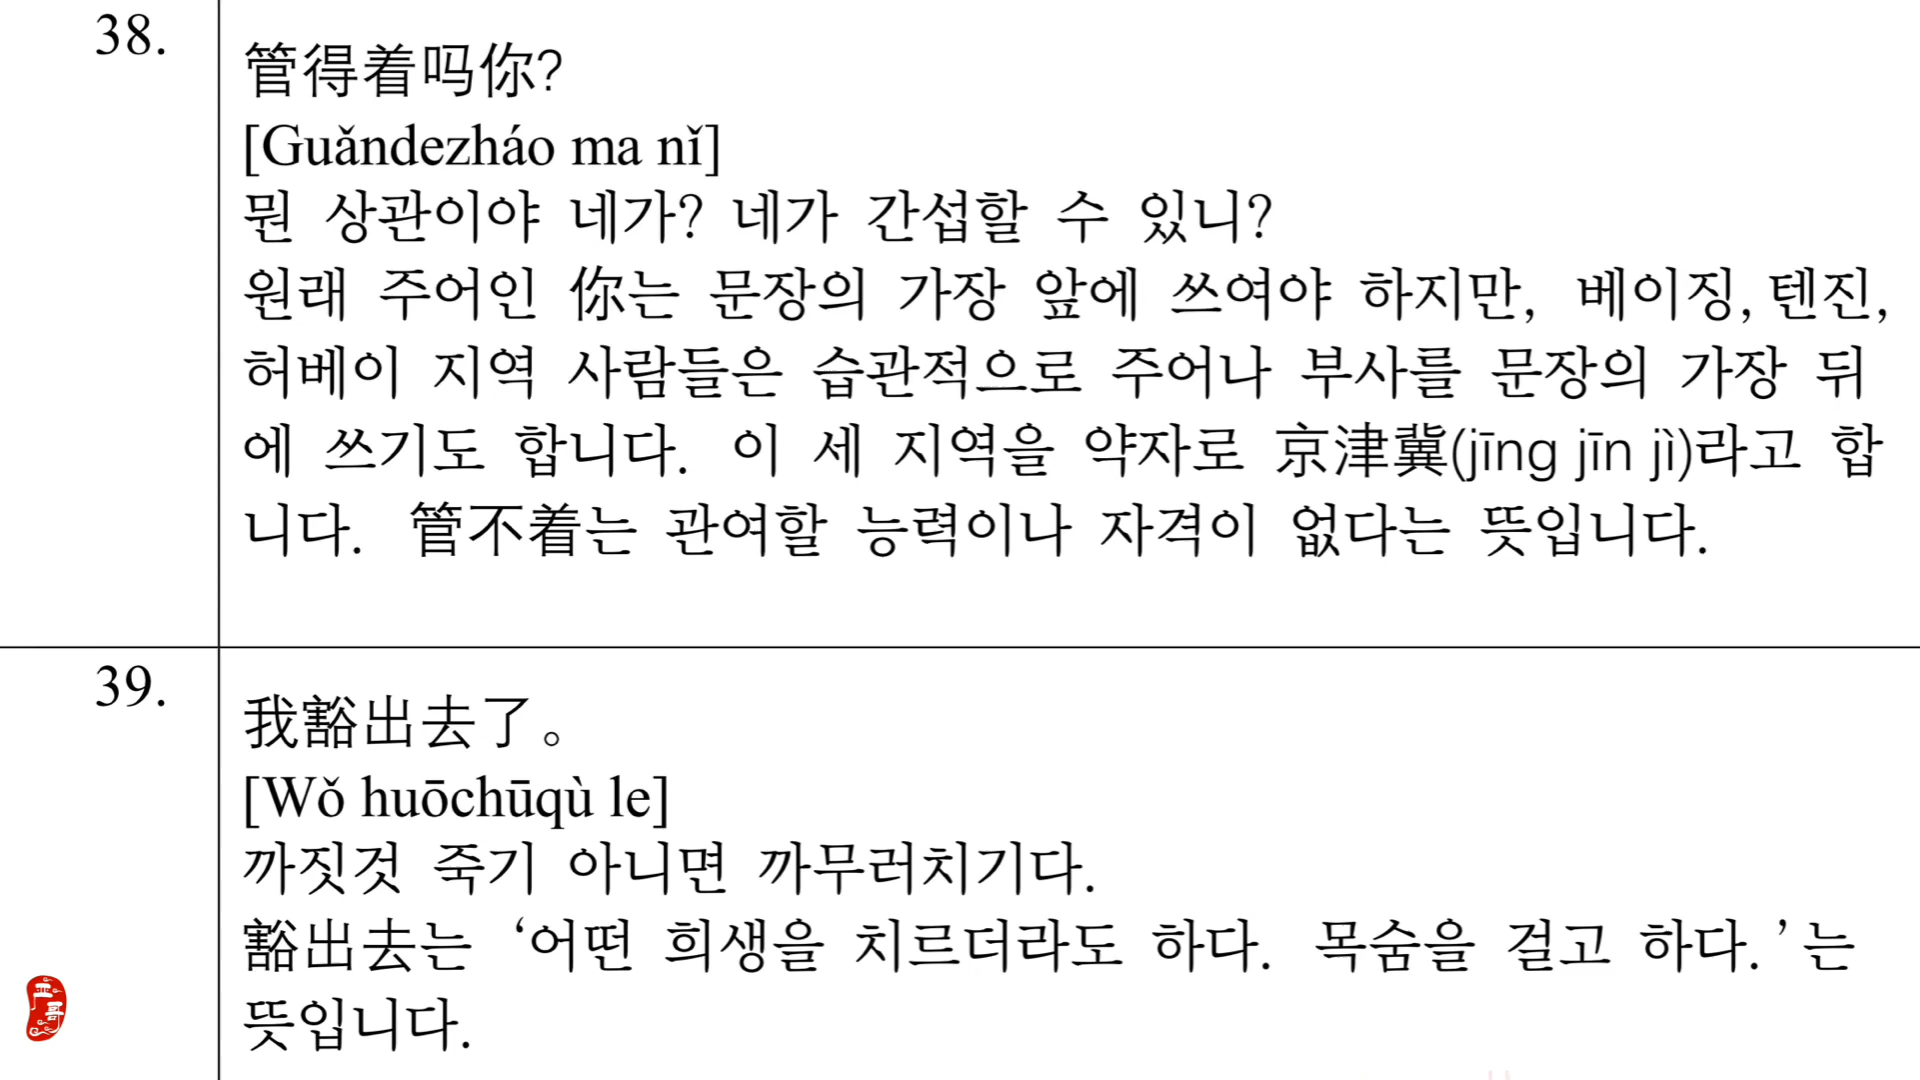 38.
管得着吗你?
[Guǎndezháo ma nǐ]
뭔 상관이야 네가? 네가 간섭할 수 있니?
원래 주어인 你는 문장의 가장 앞에 쓰여야 하지만, 베이징, 텐진,
허베이 지역 사람들은 습관적으로 주어나 부사를 문장의 가장 뒤
에 쓰기도 합니다. 이 세 지역을 약자로 京津冀(jīng jīn jì)라고 합
니다. 管不着는 관여할 능력이나 자격이 없다는 뜻입니다.
39.
我豁出去了。
[Wǒ huōchūqù le]
까짓것 죽기 아니면 까무러치기다.
豁出去는 ‘어떤 희생을 치르더라도 하다. 목숨을 걸고 하다.’는
뜻입니다.